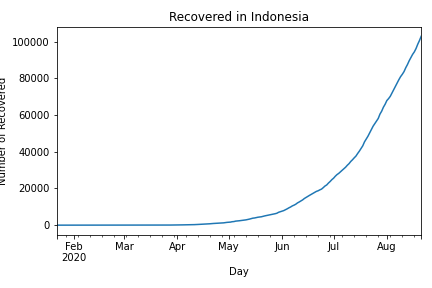 Recovered in Indonesia
Number of Recovered
100000
80000
60000
40000
20000
0
Feb Mar Apr May Jun Jul Aug
2020
Day